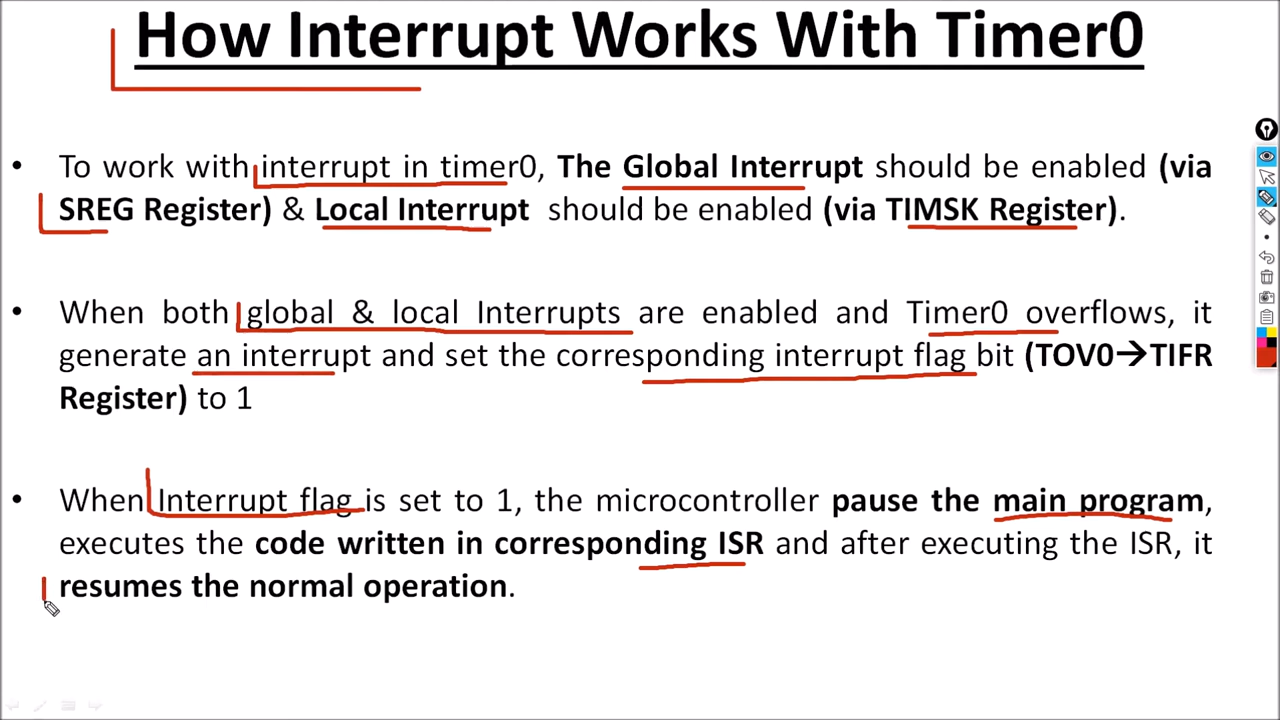 How Interrupt Works With Timer0
• To work with interrupt in timer0, The Global Interrupt should be enabled (via
SREG Register) & Local Interrupt should be enabled (via TIMSK Register).
• When both global & local Interrupts are enabled and Timer0 overflows, it
generate an interrupt and set the corresponding interrupt flag bit (TOV0→TIFR
Register) to 1
• When Interrupt flag is set to 1, the microcontroller pause the main program,
executes the code written in corresponding ISR and after executing the ISR, it
resumes the normal operation.